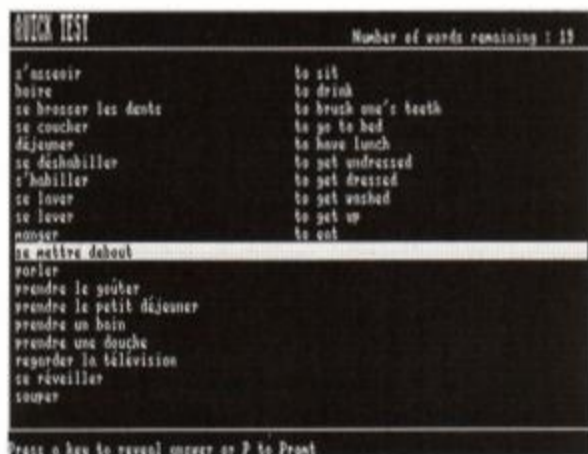 QUICK TEST Number of words remaining : 19
s'asseoir to sit
boire to drink
se brosser les dents to brush one's teeth
se coucher to go to bed
déjeuner to have lunch
se déshabiller to get undressed
s'habiller to get dressed
se laver to get washed
se lever to get up
manger to eat
se mettre debout
parler
prendre le goûter
prendre le petit déjeuner
prendre un bain
prendre une douche
regarder la télévision
se réveiller
souper
Press a key to reveal answer or P to Prompt